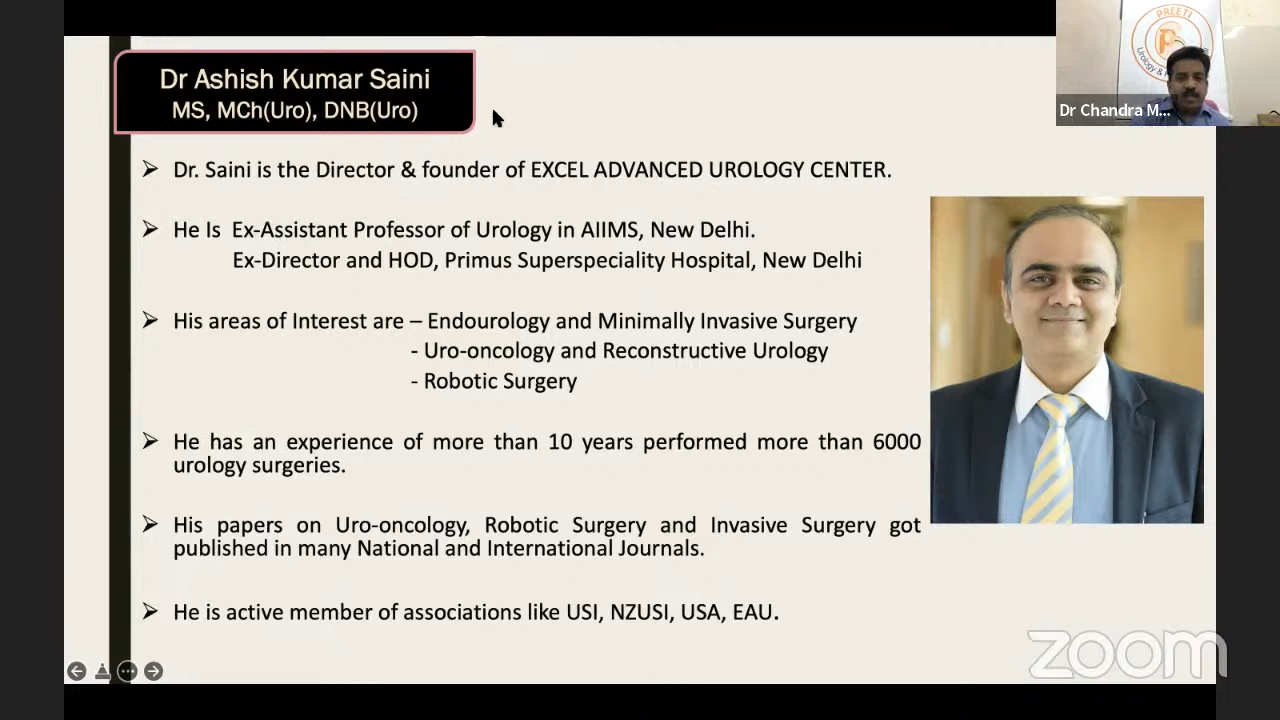 Dr Ashish Kumar Saini
MS, MCh(Uro), DNB(Uro)
PREETI
Urology &
Dr Chandra M...
➢ Dr. Saini is the Director & founder of EXCEL ADVANCED UROLOGY CENTER.
➢ He Is Ex-Assistant Professor of Urology in AIIMS, New Delhi.
Ex-Director and HOD, Primus Superspeciality Hospital, New Delhi
➢ His areas of Interest are – Endourology and Minimally Invasive Surgery
- Uro-oncology and Reconstructive Urology
- Robotic Surgery
➢ He has an experience of more than 10 years performed more than 6000
urology surgeries.
➢ His papers on Uro-oncology, Robotic Surgery and Invasive Surgery got
published in many National and International Journals.
➢ He is active member of associations like USI, NZUSI, USA, EAU.
zoom